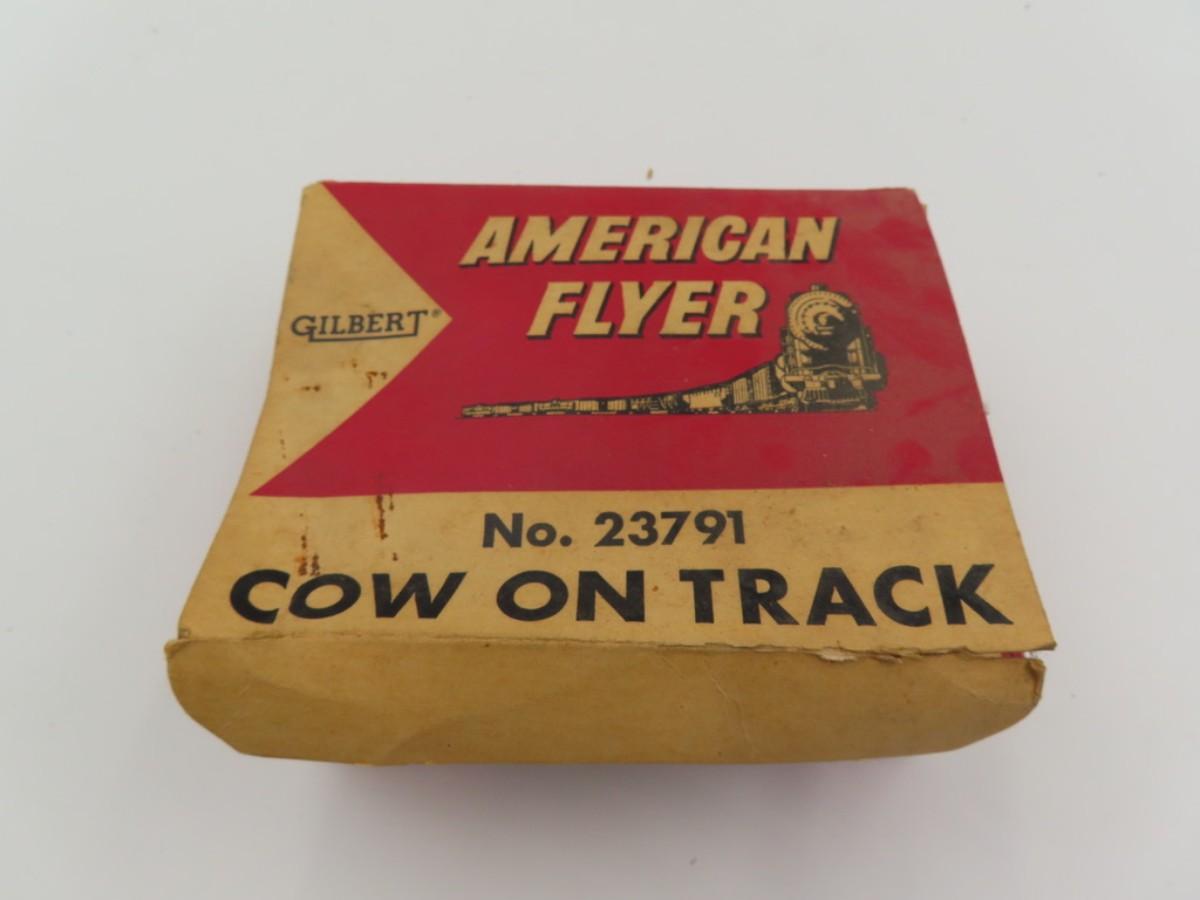 AMERICAN
FLYER
GILBERT®
No. 23791
COW ON TRACK